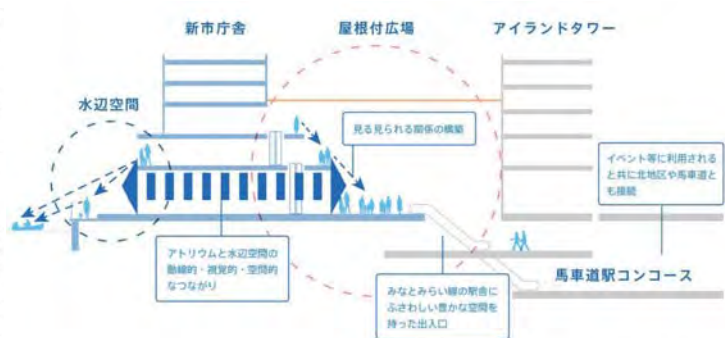 新市庁舎
屋根付広場
アイランドタワー
水辺空間
見る見られる関係の構築
イベント等に利用される
と共に北地区や馬車道と
も接続
アトリウムと水辺空間の
動線的・視覚的・空間的
なつながり
みなとみらい線の駅舎に
ふさわしい豊かな空間を
持った出入口
馬車道駅コンコース